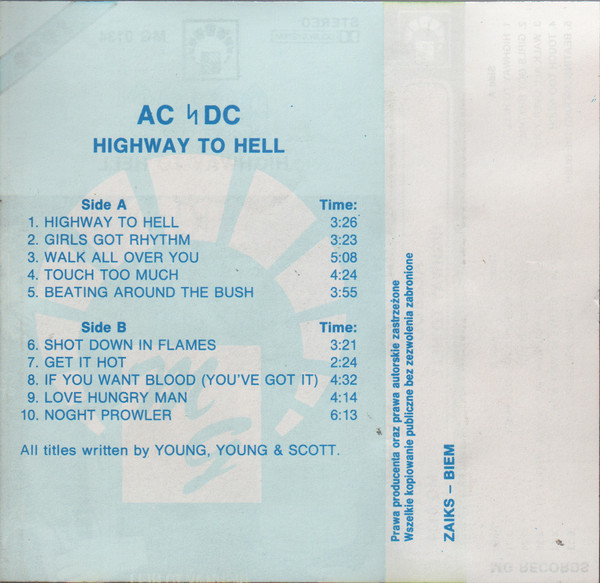 AC ϟ DC
HIGHWAY TO HELL
Side A Time:
1. HIGHWAY TO HELL 3:26
2. GIRLS GOT RHYTHM 3:23
3. WALK ALL OVER YOU 5:08
4. TOUCH TOO MUCH 4:24
5. BEATING AROUND THE BUSH 3:55
Side B Time:
6. SHOT DOWN IN FLAMES 3:21
7. GET IT HOT 2:24
8. IF YOU WANT BLOOD (YOU'VE GOT IT) 4:32
9. LOVE HUNGRY MAN 4:14
10. NOGHT PROWLER 6:13
All titles written by YOUNG, YOUNG & SCOTT.
MG
Prawa producenta oraz prawa autorskie zastrzeżone
Wszelkie kopiowanie publiczne bez zezwolenia zabronione
ZAIKS – BIEM
STEREO
MG RECORDS